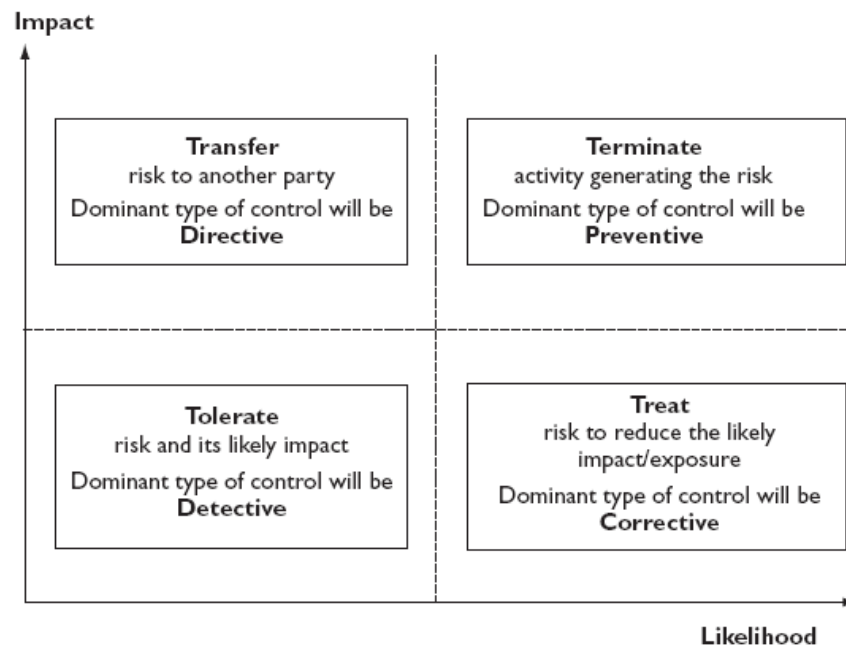 Impact
Transfer
risk to another party
Dominant type of control will be
Directive
Terminate
activity generating the risk
Dominant type of control will be
Preventive
Tolerate
risk and its likely impact
Dominant type of control will be
Detective
Treat
risk to reduce the likely
impact/exposure
Dominant type of control will be
Corrective
Likelihood